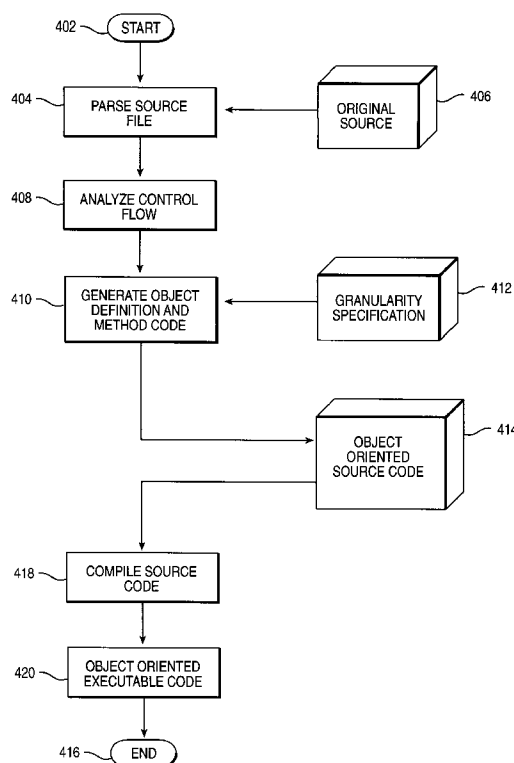 402
START
404
PARSE SOURCE
FILE
ORIGINAL
SOURCE
406
408
ANALYZE CONTROL
FLOW
410
GENERATE OBJECT
DEFINITION AND
METHOD CODE
GRANULARITY
SPECIFICATION
412
OBJECT
ORIENTED
SOURCE CODE
414
418
COMPILE SOURCE
CODE
420
OBJECT ORIENTED
EXECUTABLE CODE
416
END